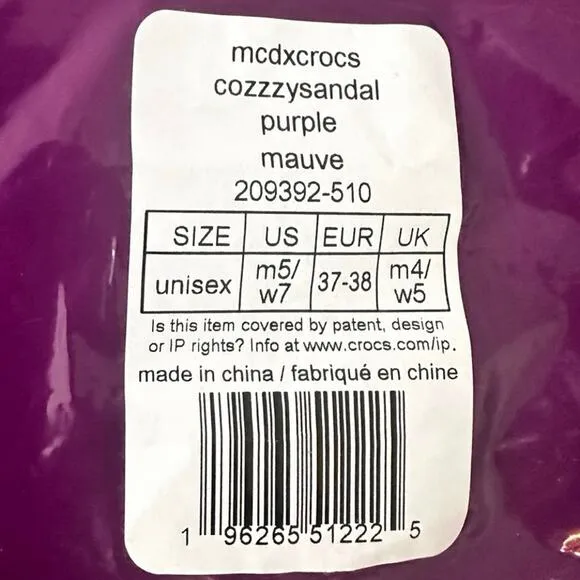 mcdxcrocs
cozzzysandal
purple
mauve
209392-510
SIZE US EUR UK
unisex m5/ w7 37-38 m4/ w5
Is this item covered by patent, design
or IP rights? Info at www.crocs.com/ip.
made in china / fabriqué en chine
1 96265 51222 5